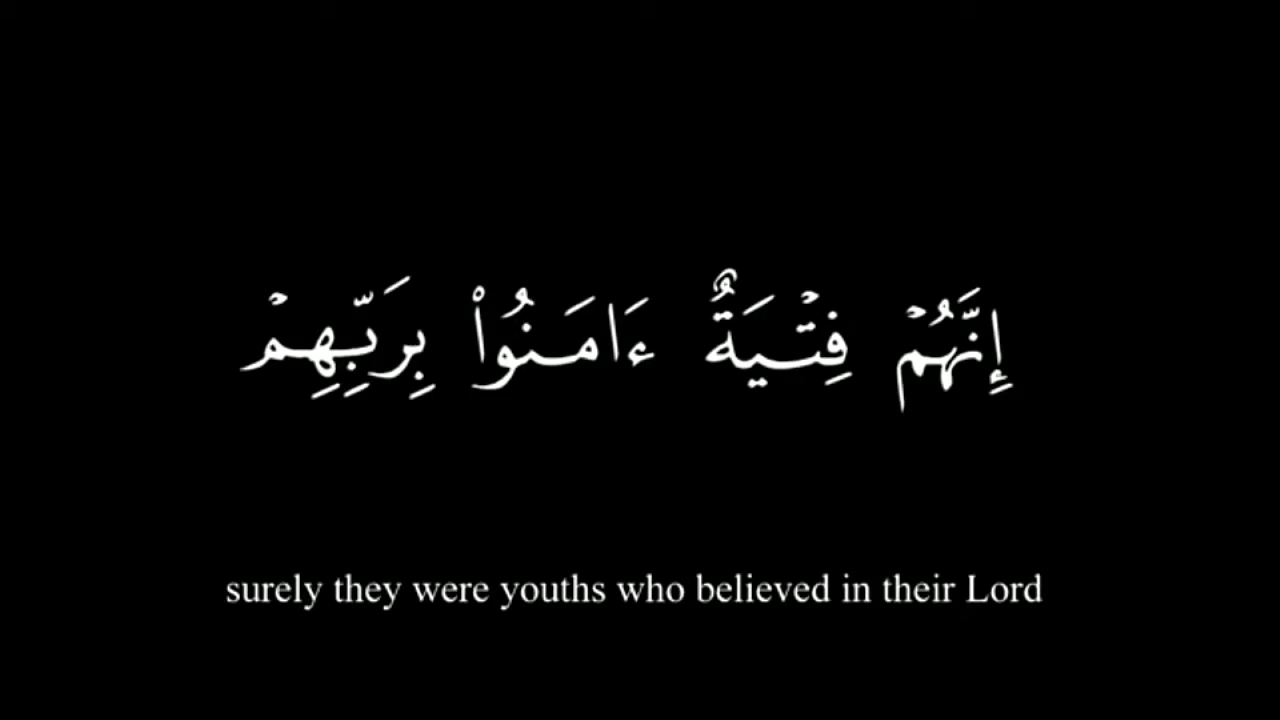 إِنَّهُمۡ فِتۡيَةٌ ءَامَنُواْ بِرَبِّهِمۡ
surely they were youths who believed in their Lord